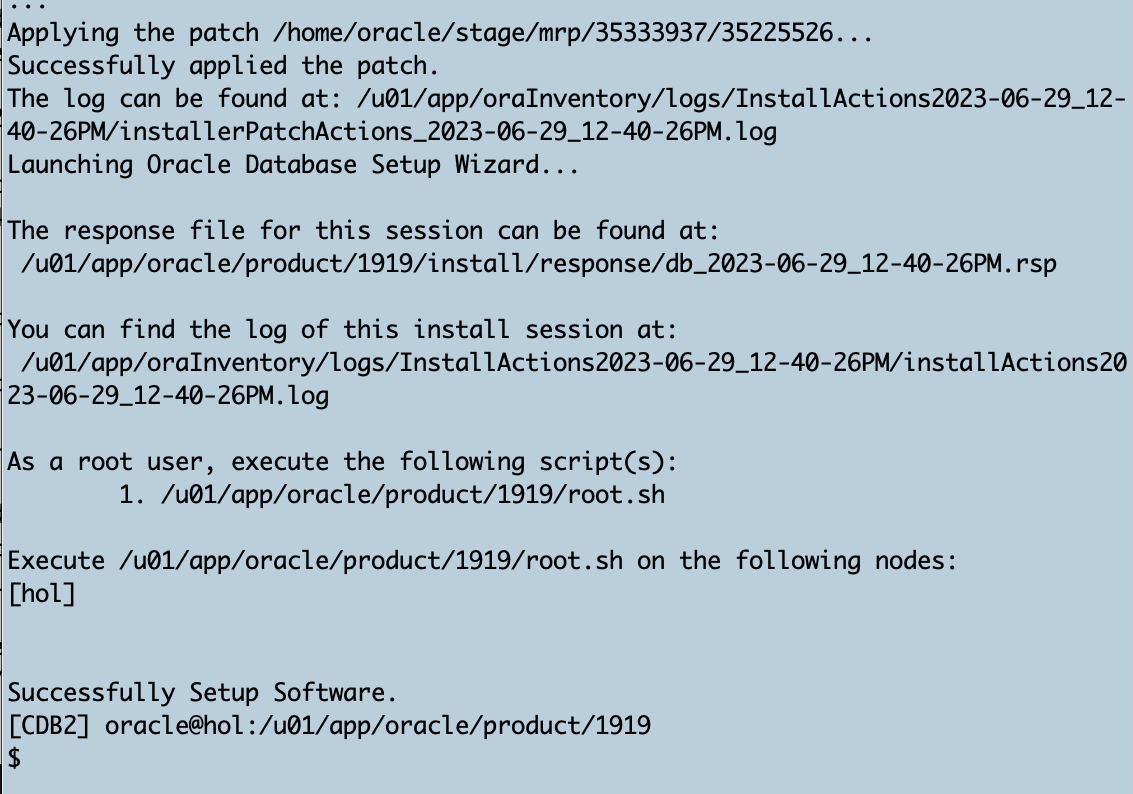 ...
Applying the patch /home/oracle/stage/mrp/35333937/35225526...
Successfully applied the patch.
The log can be found at: /u01/app/oraInventory/logs/InstallActions2023-06-29_12-
40-26PM/installerPatchActions_2023-06-29_12-40-26PM.log
Launching Oracle Database Setup Wizard...
The response file for this session can be found at:
/u01/app/oracle/product/1919/install/response/db_2023-06-29_12-40-26PM.rsp
You can find the log of this install session at:
/u01/app/oraInventory/logs/InstallActions2023-06-29_12-40-26PM/installActions20
23-06-29_12-40-26PM.log
As a root user, execute the following script(s):
1. /u01/app/oracle/product/1919/root.sh
Execute /u01/app/oracle/product/1919/root.sh on the following nodes:
[hol]
Successfully Setup Software.
[CDB2] oracle@hol:/u01/app/oracle/product/1919
$